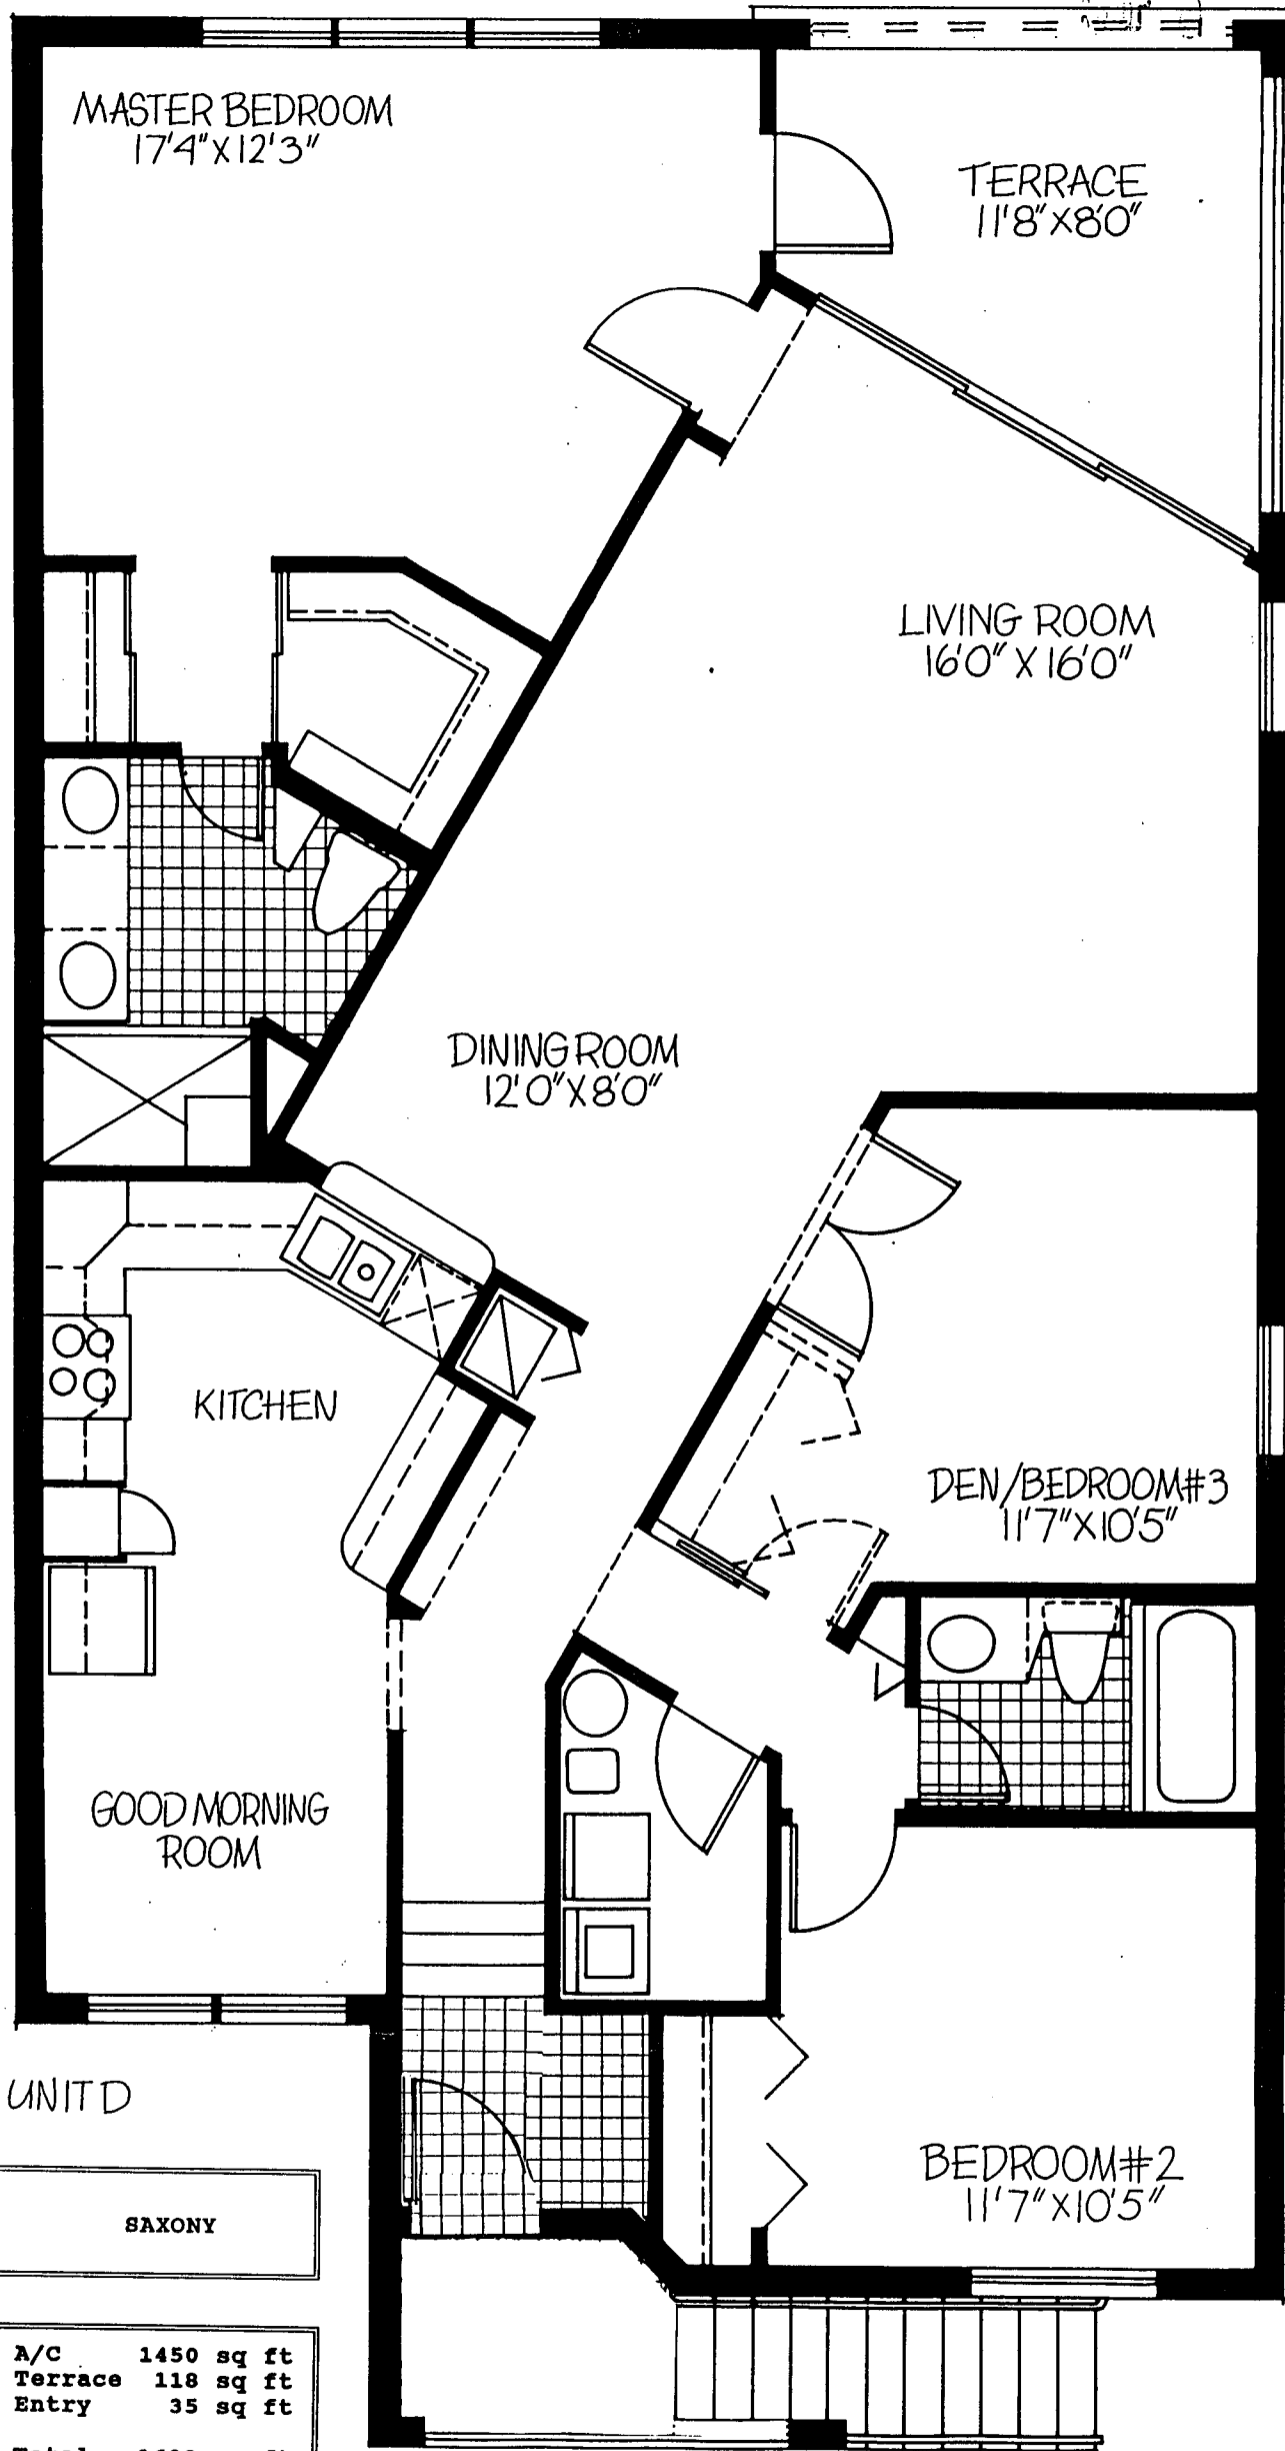 MASTER BEDROOM
17'4"X12'3"
TERRACE
11'8"X8'0"
LIVING ROOM
16'0"X16'0"
DINING ROOM
12'0"X8'0"
KITCHEN
DEN/BEDROOM#3
11'7"X10'5"
GOOD MORNING
ROOM
UNIT D
BEDROOM#2
11'7"X10'5"
SAXONY
A/C 1450 sq ft
Terrace 118 sq ft
Entry 35 sq ft